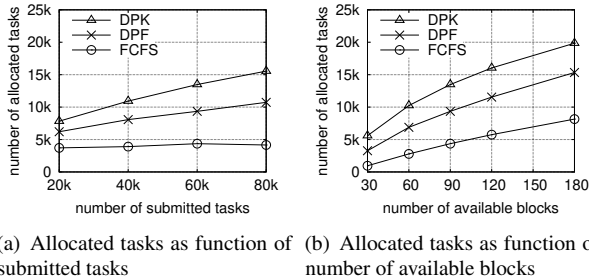 25k
20k
15k
10k
5k
0
20k 40k 60k 80k
number of allocated tasks
number of submitted tasks
DPK
DPF
FCFS
25k
20k
15k
10k
5k
0
30 60 90 120 150 180
number of allocated tasks
number of available blocks
DPK
DPF
FCFS
(a) Allocated tasks as function of
submitted tasks
(b) Allocated tasks as function
number of available blocks